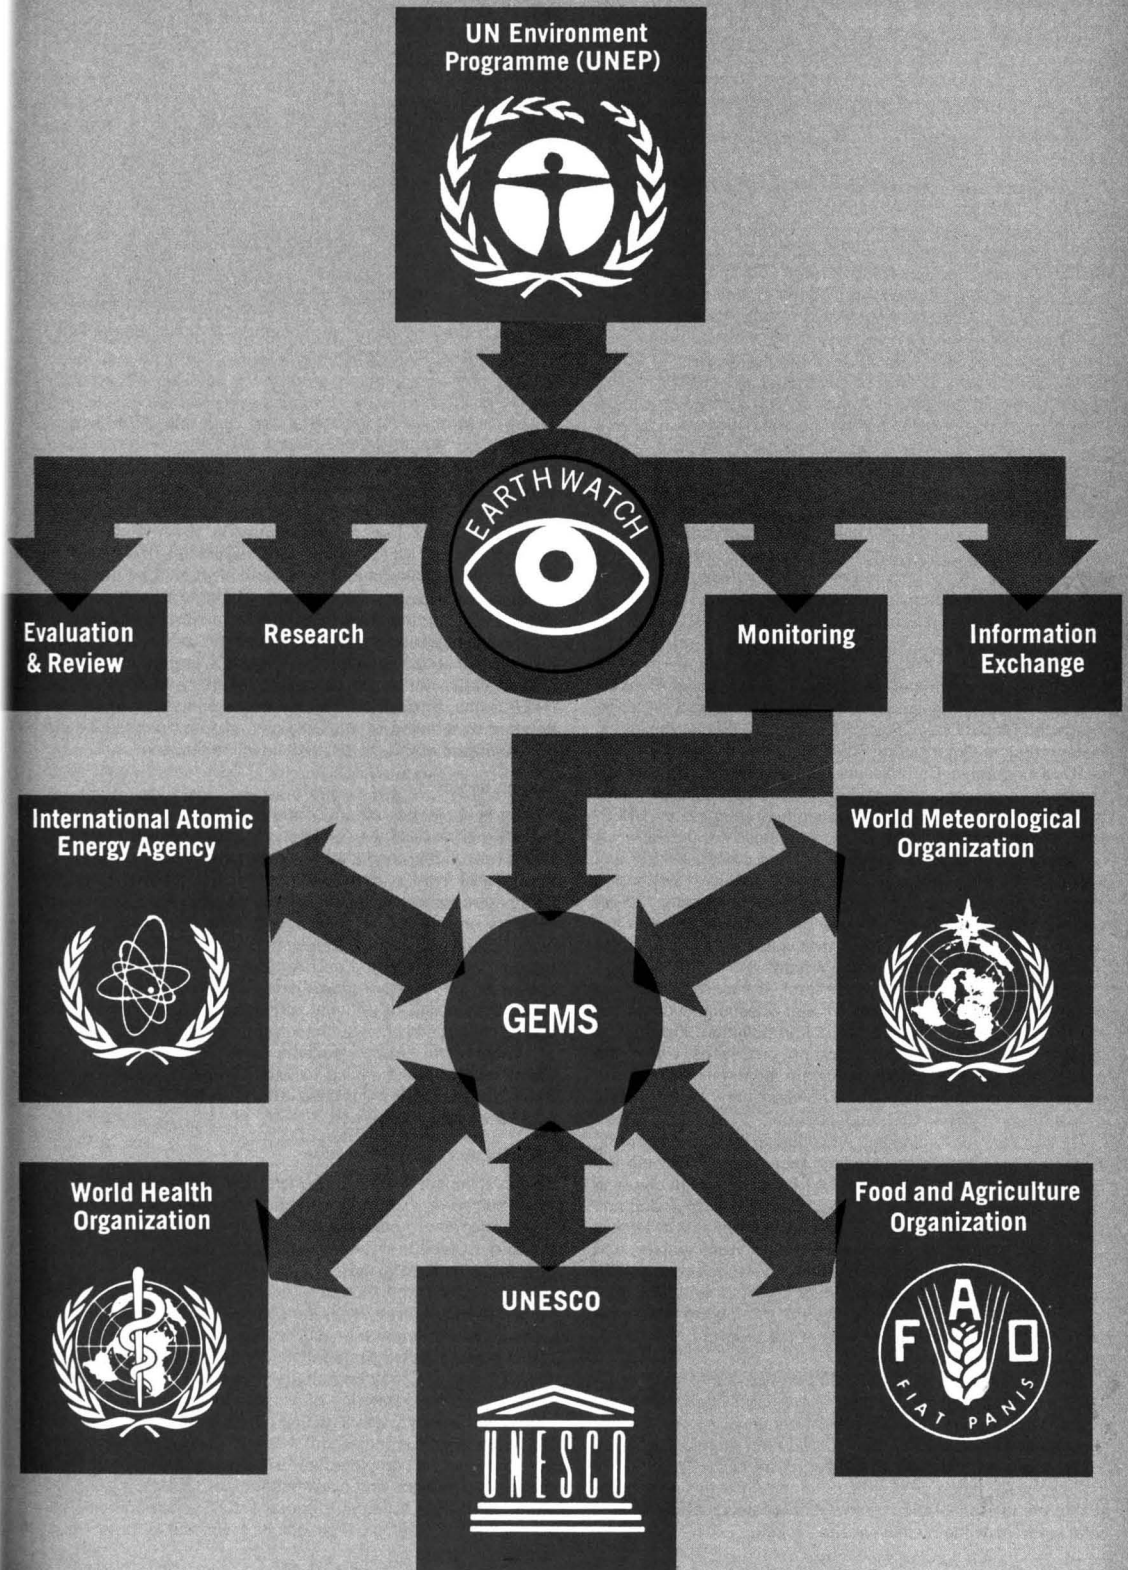 UN Environment
Programme (UNEP)
EARTHWATCH
Evaluation
& Review
Research
Monitoring
Information
Exchange
International Atomic
Energy Agency
World Meteorological
Organization
GEMS
World Health
Organization
UNESCO
UNESCO
Food and Agriculture
Organization
F A O
FIAT PANIS